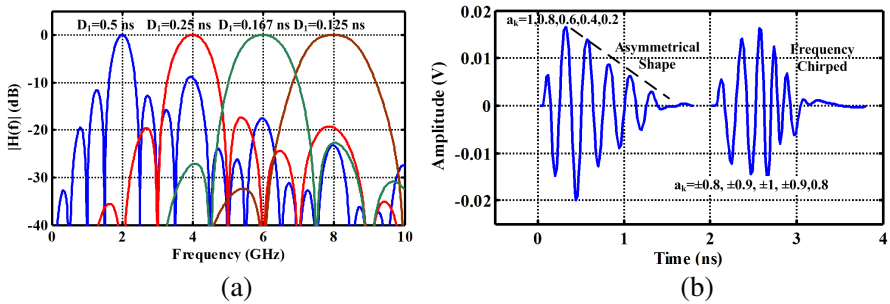 (a)
D₁=0.5 ns D₁=0.25 ns D₁=0.167 ns D₁=0.125 ns
0
-10
-20
-30
-40
|H(f)| (dB)
0 2 4 6 8 10
Frequency (GHz)
(a)
(b)
aₖ=1,0.8,0.6,0.4,0.2
Asymmetrical
Shape
Frequency
Chirped
aₖ=±0.8, ±0.9, ±1, ±0.9,0.8
0.02
0.01
0
-0.01
-0.02
Amplitude (V)
0 1 2 3 4
Time (ns)
(b)